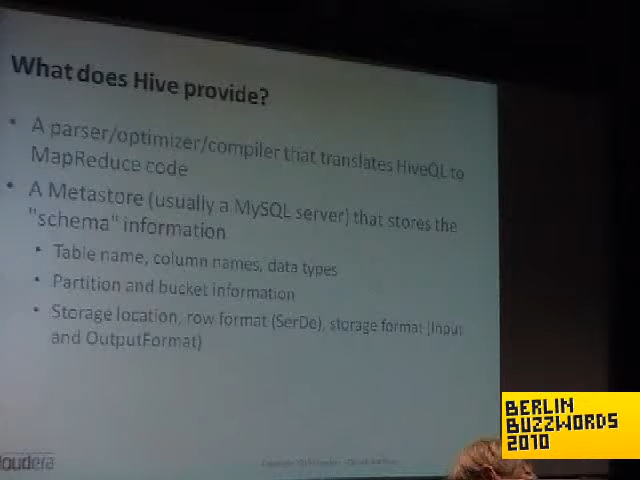 What does Hive provide?
• A parser/optimizer/compiler that translates HiveQL to
MapReduce code
• A Metastore (usually a MySQL server) that stores the
"schema" information
• Table name, column names, data types
• Partition and bucket information
• Storage location, row format (SerDe), storage format (Input
and OutputFormat)
loudera
BERLIN
BUZZWORDS
2010